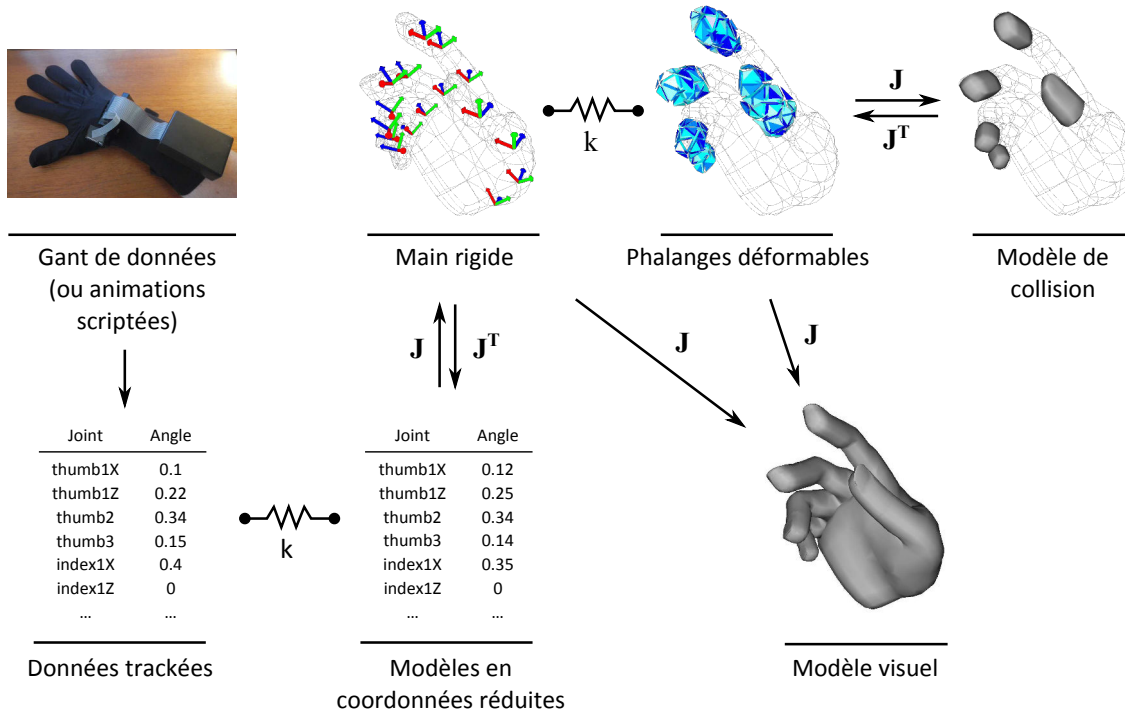 k
J
J^T
Gant de données
(ou animations
scriptées)
Main rigide
Phalanges déformables
Modèle de
collision
J
J^T
J
J
Joint Angle
thumb1X 0.1
thumb1Z 0.22
thumb2 0.34
thumb3 0.15
index1X 0.4
index1Z 0
... ...
k
Joint Angle
thumb1X 0.12
thumb1Z 0.25
thumb2 0.34
thumb3 0.14
index1X 0.35
index1Z 0
... ...
Données trackées
Modèles en
coordonnées réduites
Modèle visuel